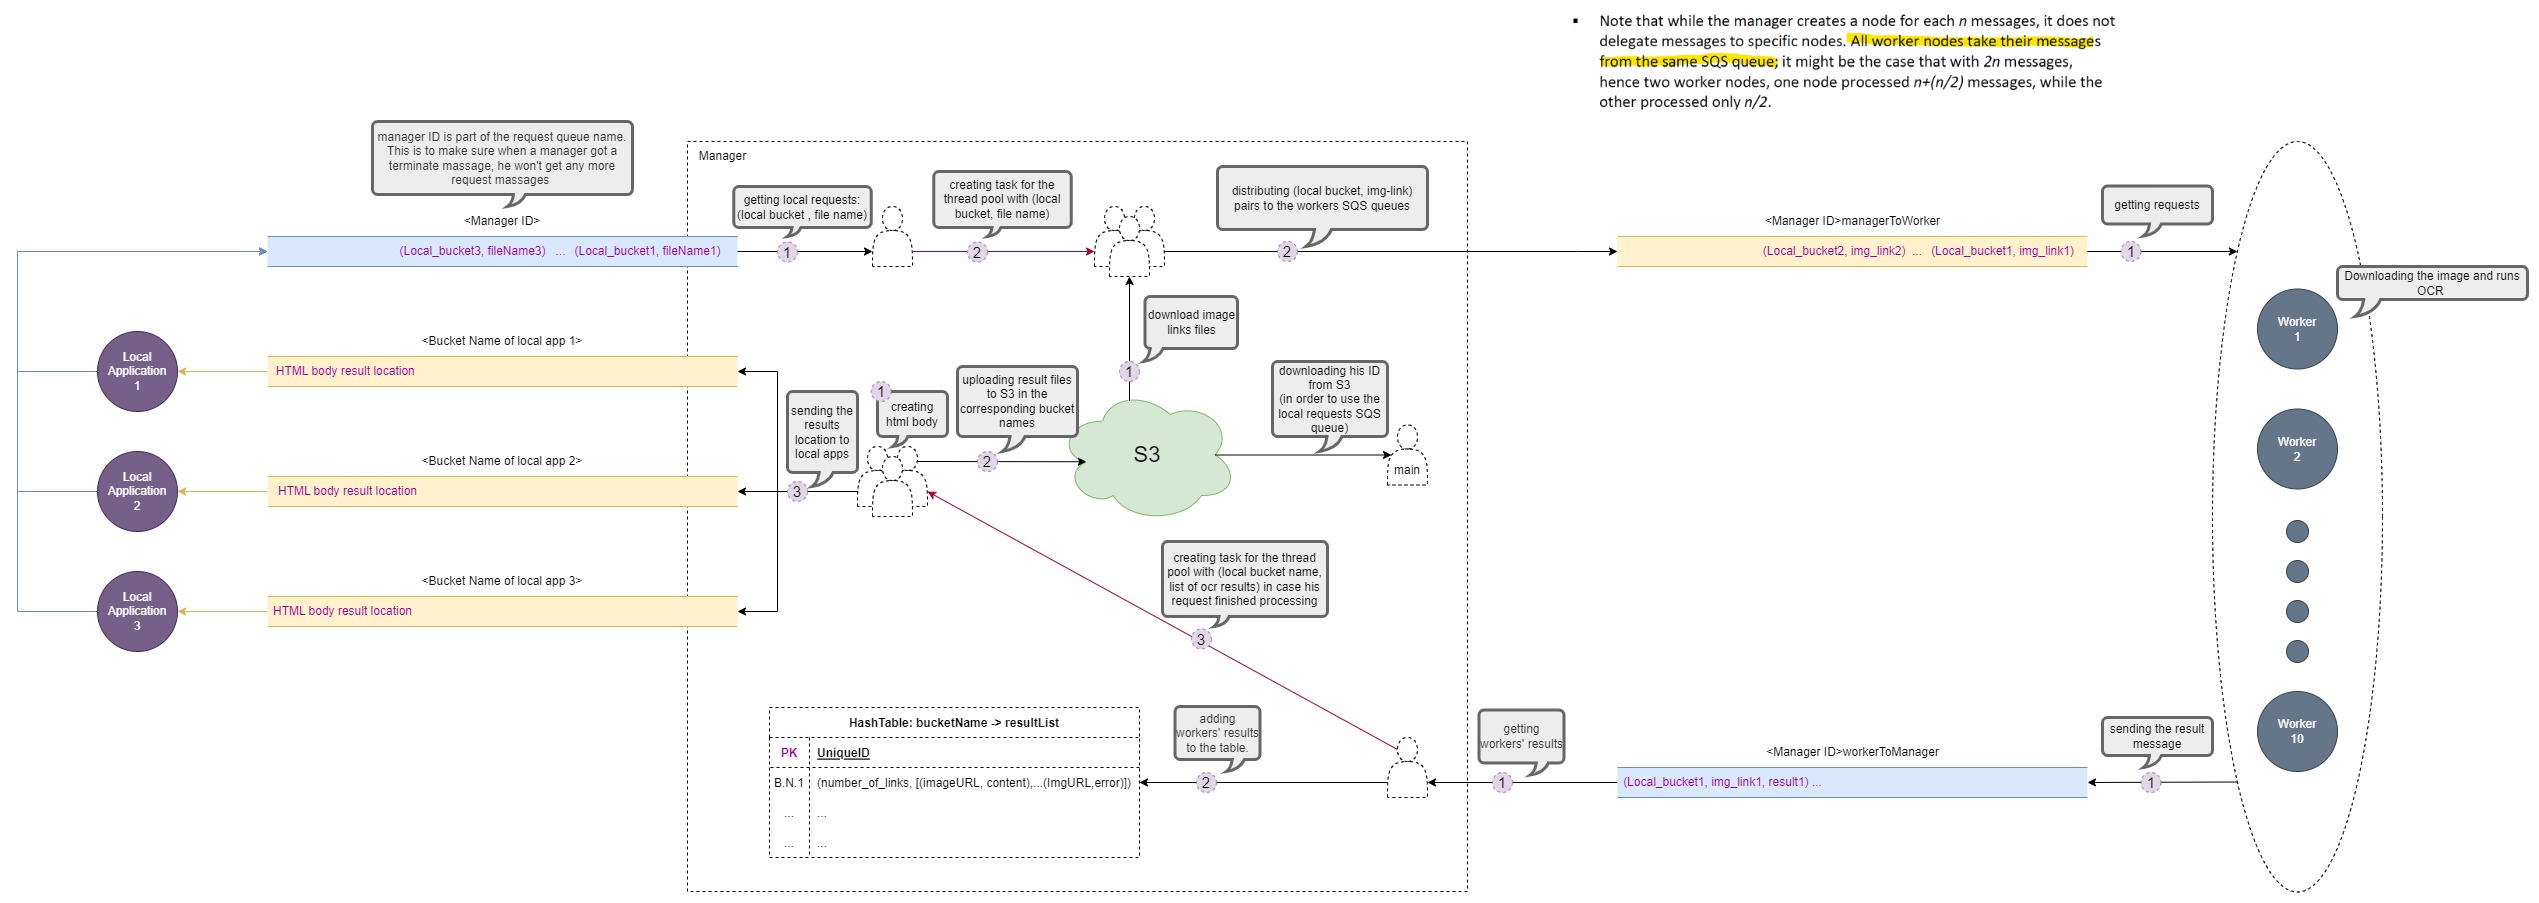 ▪ Note that while the manager creates a node for each n messages, it does not
delegate messages to specific nodes. All worker nodes take their messages
from the same SQS queue; it might be the case that with 2n messages,
hence two worker nodes, one node processed n+(n/2) messages, while the
other processed only n/2.
manager ID is part of the request queue name.
This is to make sure when a manager got a
terminate massage, he won't get any more
request massages
<Manager ID>
(Local_bucket3, fileName3) ... (Local_bucket1, fileName1)
Manager
getting local requests:
(local bucket , file name)
1
creating task for the
thread pool with (local
bucket, file name)
2
distributing (local bucket, img-link)
pairs to the workers SQS queues
2
<Manager ID>managerToWorker
(Local_bucket2, img_link2) ... (Local_bucket1, img_link1)
getting requests
1
Downloading the image and runs
OCR
Worker
1
Worker
2
Worker
10
download image
links files
1
Local
Application
1
<Bucket Name of local app 1>
HTML body result location
Local
Application
2
<Bucket Name of local app 2>
HTML body result location
Local
Application
3
<Bucket Name of local app 3>
HTML body result location
sending the
results
location to
local apps
3
1
creating
html body
uploading result files
to S3 in the
corresponding bucket
names
2
S3
downloading his ID
from S3
(in order to use the
local requests SQS
queue)
main
creating task for the thread
pool with (local bucket name,
list of ocr results) in case his
request finished processing
3
HashTable: bucketName -> resultList
PK UniqueID
B.N.1 (number_of_links, [(imageURL, content),...(ImgURL,error)])
... ...
... ...
adding
workers' results
to the table.
2
getting
workers' results
1
<Manager ID>workerToManager
(Local_bucket1, img_link1, result1) ...
sending the result
message
1